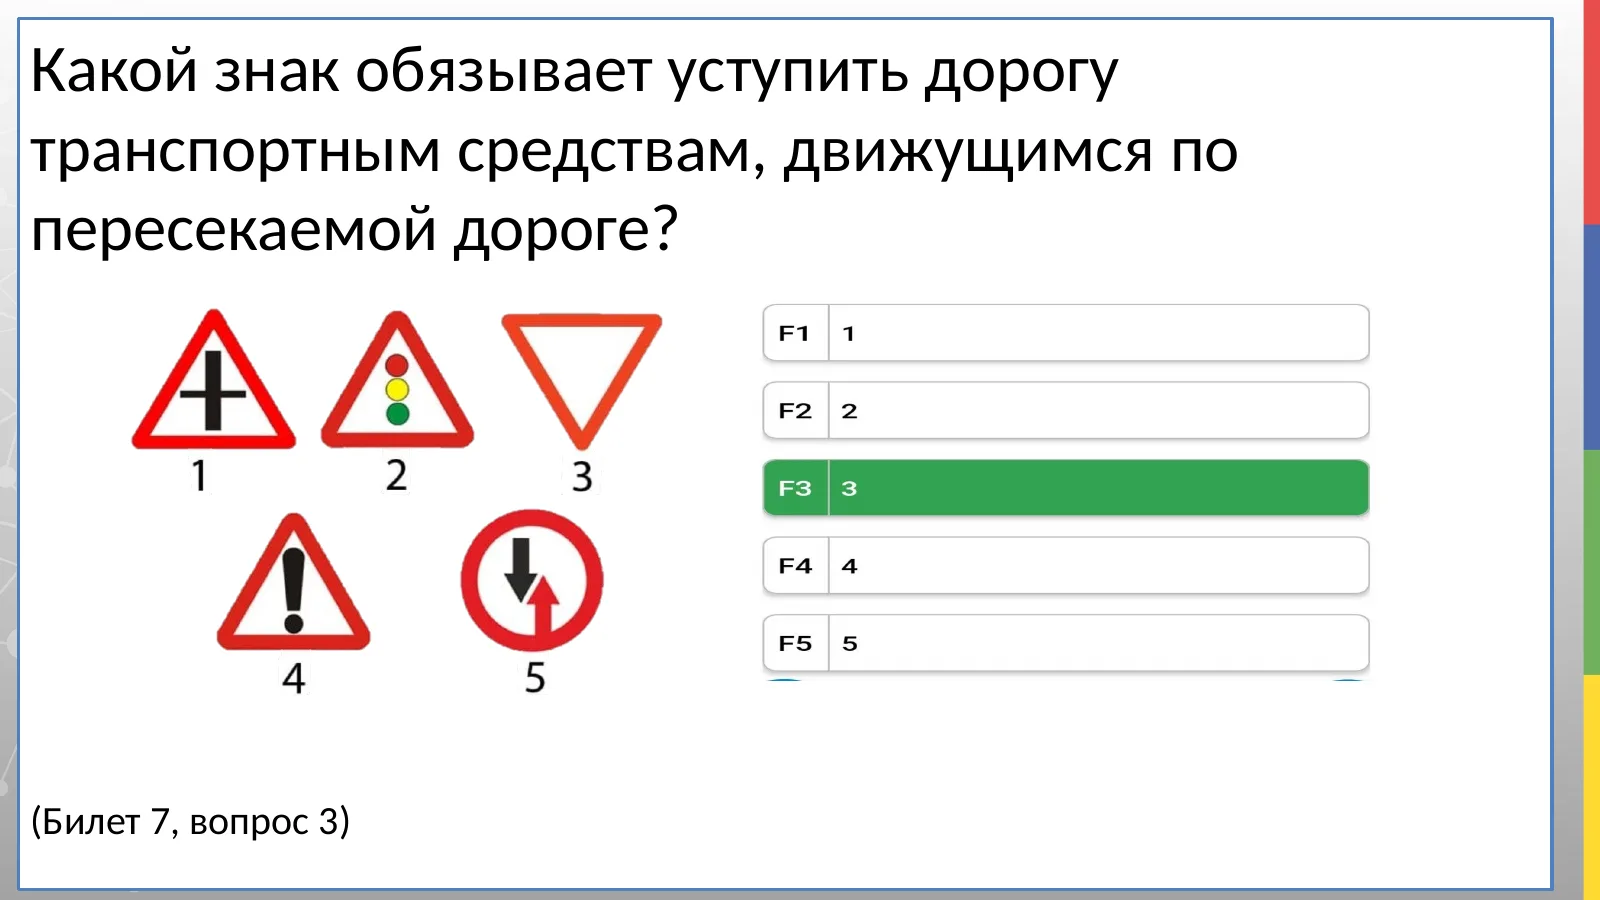 Какой знак обязывает уступить дорогу
транспортным средствам, движущимся по
пересекаемой дороге?
1
2
3
4
5
F1 1
F2 2
F3 3
F4 4
F5 5
(Билет 7, вопрос 3)